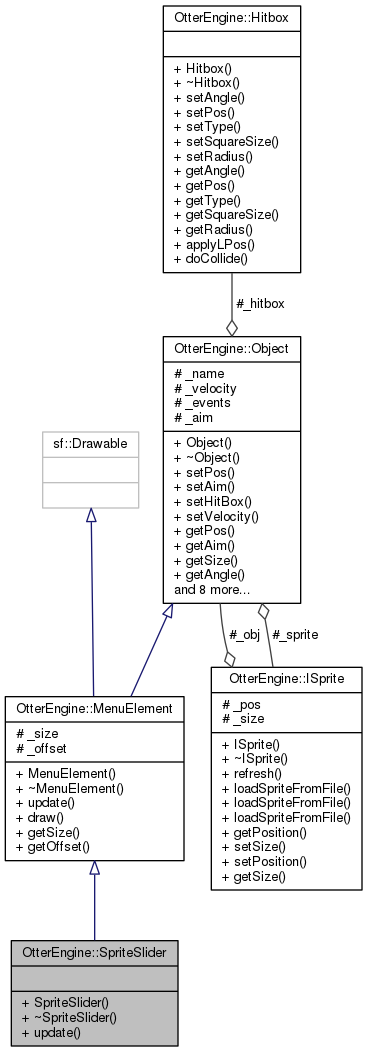 OtterEngine::Hitbox
+ Hitbox()
+ ~Hitbox()
+ setAngle()
+ setPos()
+ setType()
+ setSquareSize()
+ setRadius()
+ getAngle()
+ getPos()
+ getType()
+ getSquareSize()
+ getRadius()
+ applyLPos()
+ doCollide()
#_hitbox
OtterEngine::Object
# _name
# _velocity
# _events
# _aim
+ Object()
+ ~Object()
+ setPos()
+ setAim()
+ setHitBox()
+ setVelocity()
+ getPos()
+ getAim()
+ getSize()
+ getAngle()
and 8 more...
sf::Drawable
#_obj
#_sprite
OtterEngine::MenuElement
# _size
# _offset
+ MenuElement()
+ ~MenuElement()
+ update()
+ draw()
+ getSize()
+ getOffset()
OtterEngine::ISprite
# _pos
# _size
+ ISprite()
+ ~ISprite()
+ refresh()
+ loadSpriteFromFile()
+ loadSpriteFromFile()
+ loadSpriteFromFile()
+ getPosition()
+ setSize()
+ setPosition()
+ getSize()
OtterEngine::SpriteSlider
+ SpriteSlider()
+ ~SpriteSlider()
+ update()